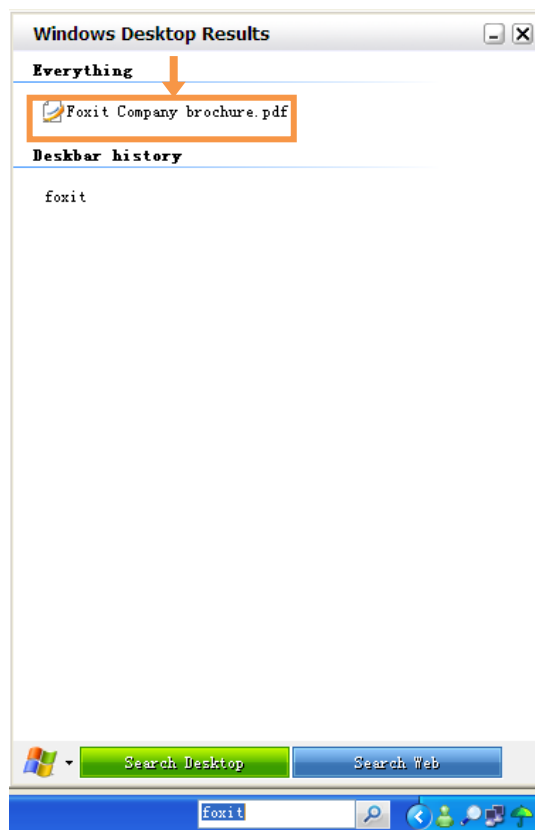 Windows Desktop Results
Everything
Foxit Company brochure.pdf
Deskbar history
foxit
Search Desktop
Search Web
foxit